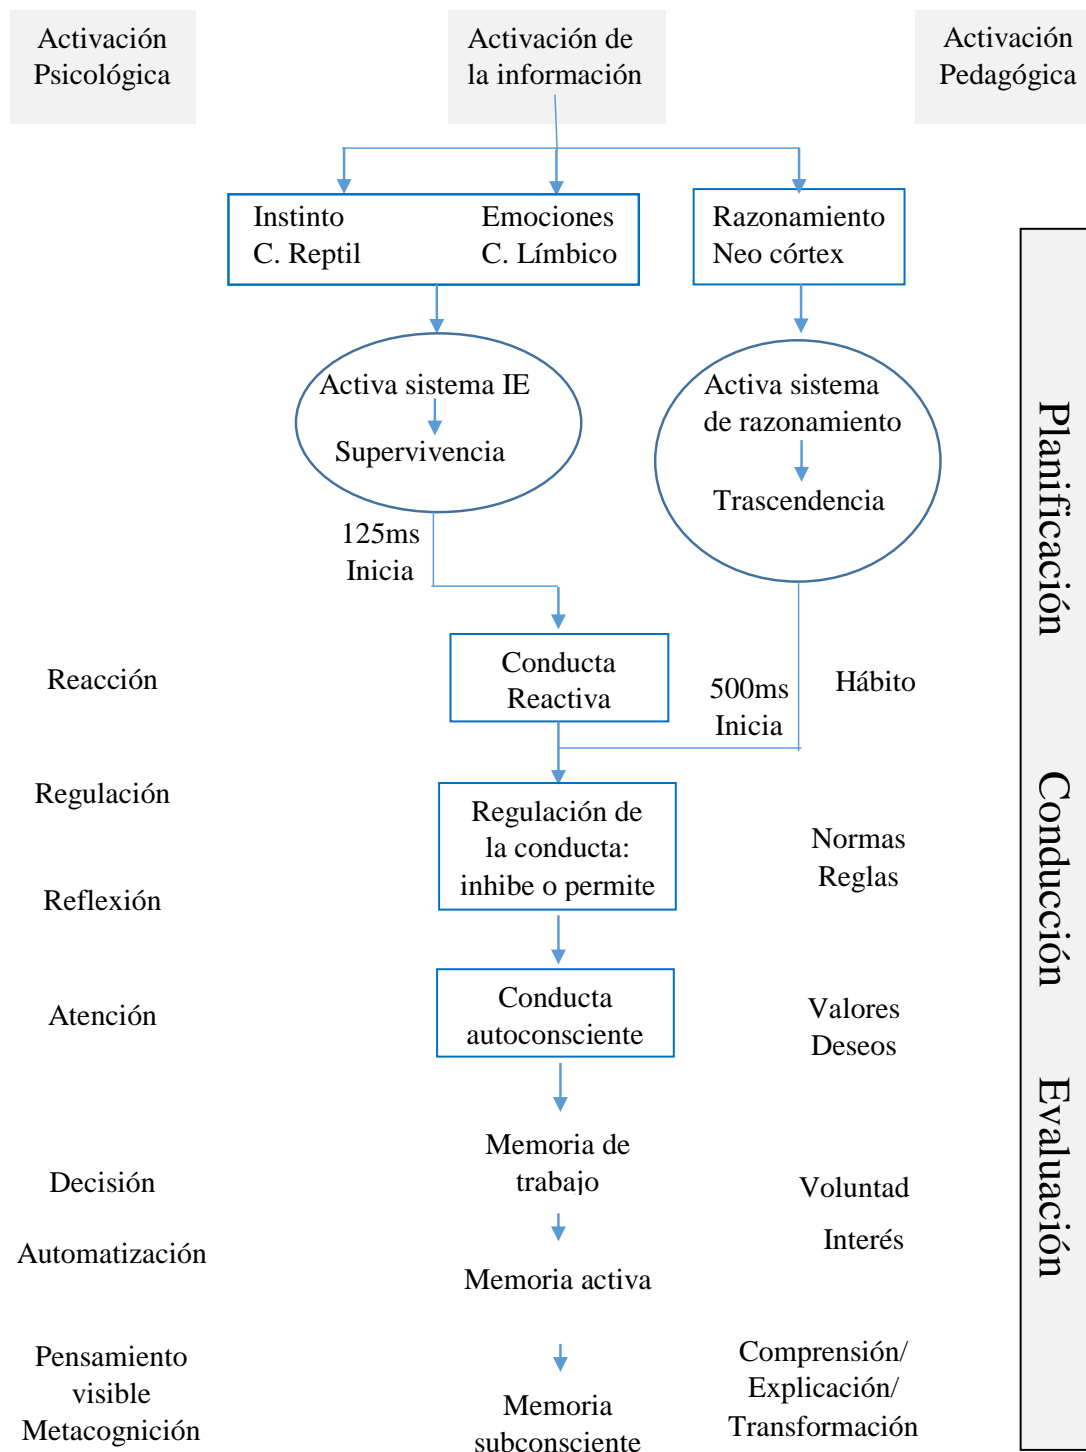 Activación
Psicológica
Activación de
la información
Activación
Pedagógica
Instinto
C. Reptil
Emociones
C. Límbico
Razonamiento
Neo córtex
Activa sistema IE
Supervivencia
Activa sistema
de razonamiento
Trascendencia
125ms
Inicia
Reacción
Conducta
Reactiva
500ms
Inicia
Hábito
Regulación
Regulación de
la conducta:
inhibe o permite
Normas
Reglas
Reflexión
Atención
Conducta
autoconsciente
Valores
Deseos
Decisión
Memoria de
trabajo
Voluntad
Automatización
Memoria activa
Interés
Pensamiento
visible
Metacognición
Memoria
subconsciente
Comprensión/
Explicación/
Transformación
Planificación
Conducción
Evaluación